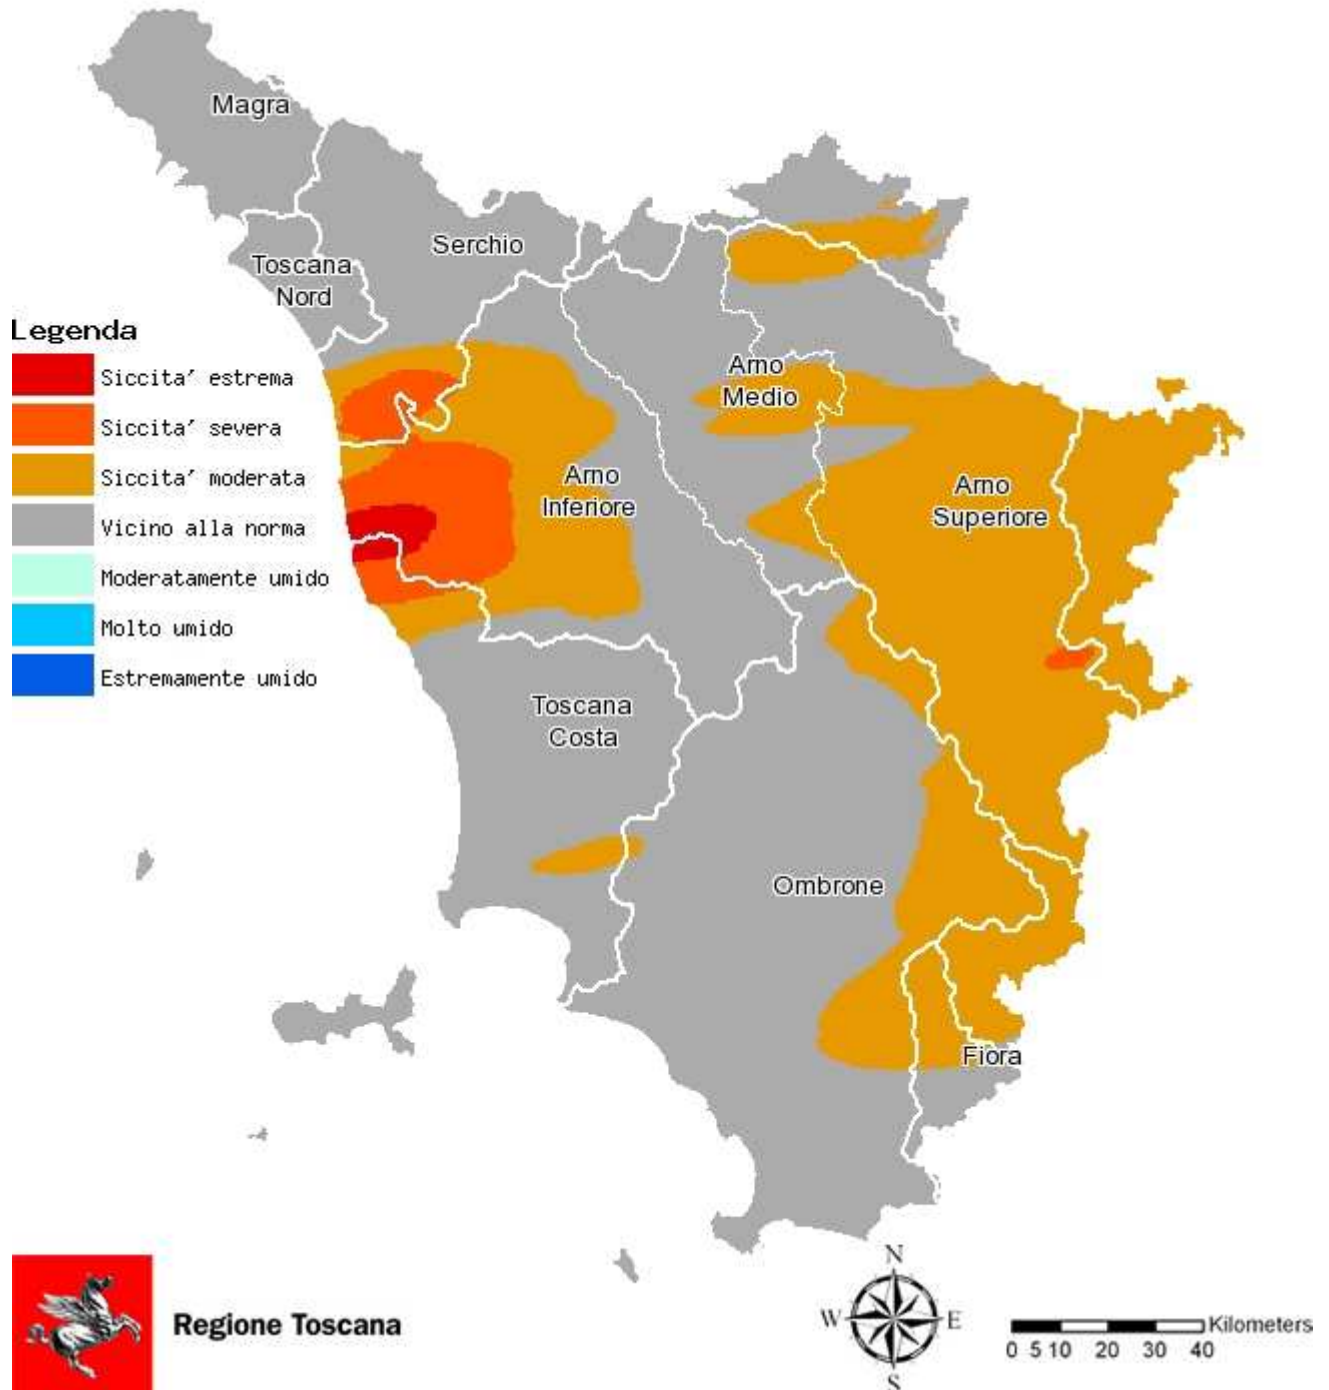 Magra
Serchio
Toscana
Nord
Legenda
Siccita' estrema
Siccita' severa
Siccita' moderata
Vicino alla norma
Moderatamente umido
Molto umido
Estremamente umido
Arno
Medio
Arno
Inferiore
Arno
Superiore
Toscana
Costa
Ombrone
Fiora
Regione Toscana
N
W
E
S
Kilometers
0 5 10 20 30 40